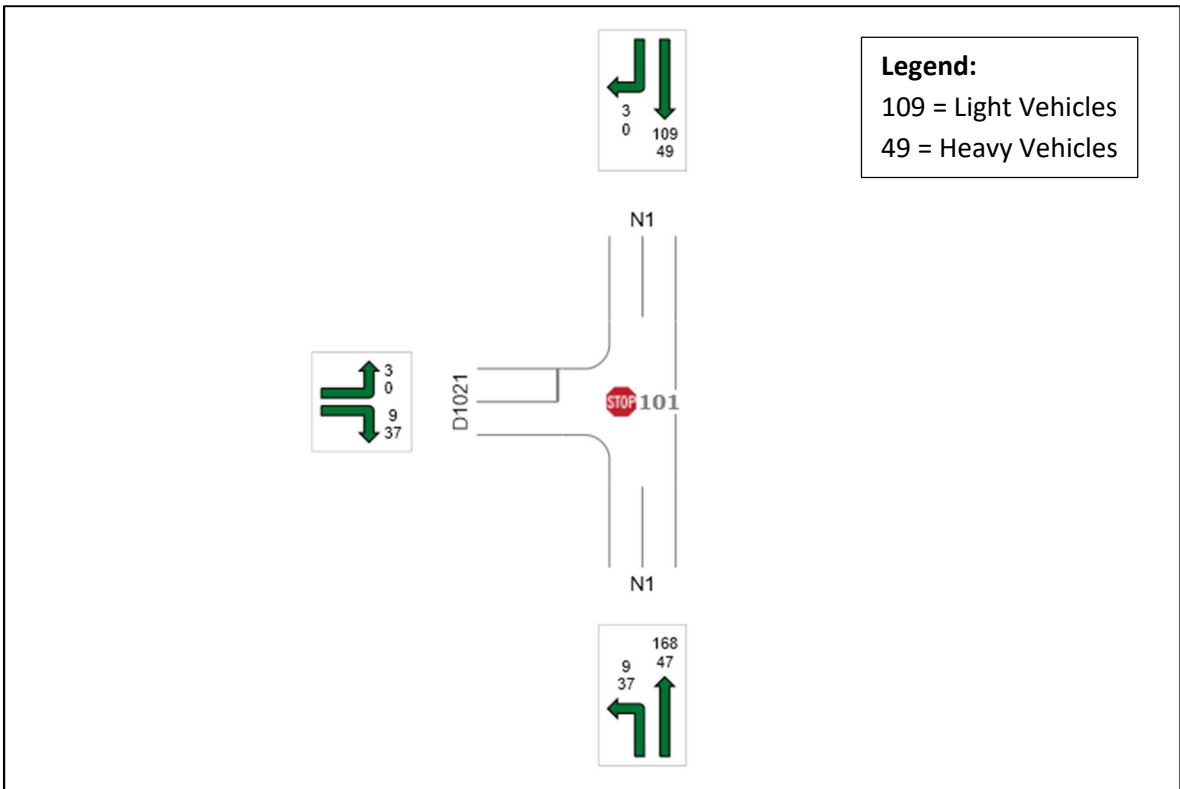 Legend:
109 = Light Vehicles
49 = Heavy Vehicles
3
0
109
49
N1
3
0
9
37
D1021
STOP 101
N1
168
47
9
37